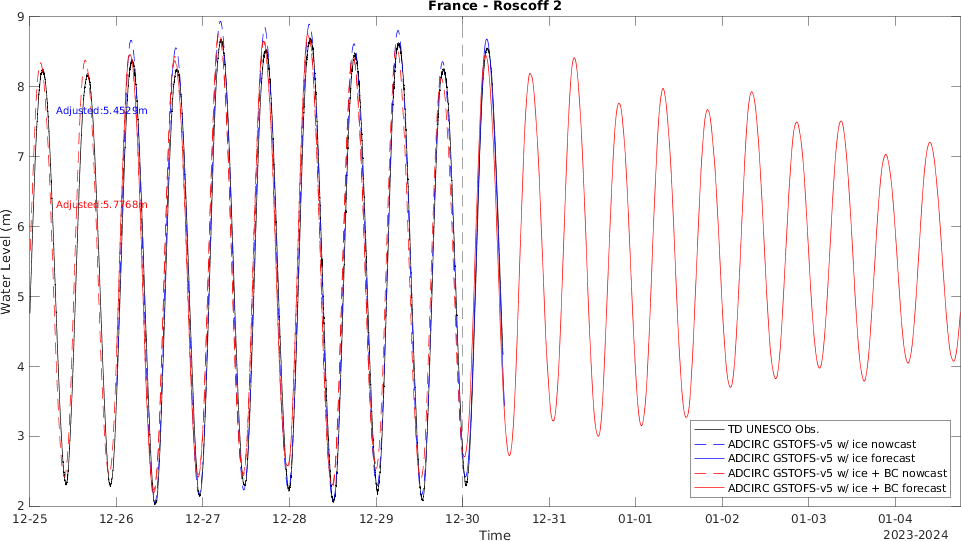 France - Roscoff 2
9
8
7
6
5
4
3
2
Water Level (m)
Adjusted:5.4529m
Adjusted:5.7768m
TD UNESCO Obs.
ADCIRC GSTOFS-v5 w/ ice nowcast
ADCIRC GSTOFS-v5 w/ ice forecast
ADCIRC GSTOFS-v5 w/ ice + BC nowcast
ADCIRC GSTOFS-v5 w/ ice + BC forecast
12-25 12-26 12-27 12-28 12-29 12-30 12-31 01-01 01-02 01-03 01-04
Time
2023-2024